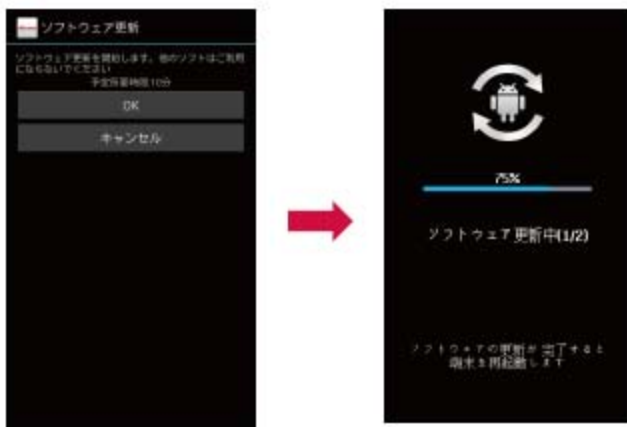 ソフトウェア更新
ソフトウェア更新を開始します。他のソフトはご利用
にならないでください
予定所要時間10分
OK
キャンセル
75%
ソフトウェア更新中(1/2)
ソフトウェアの更新が完了すると
端末を再起動します